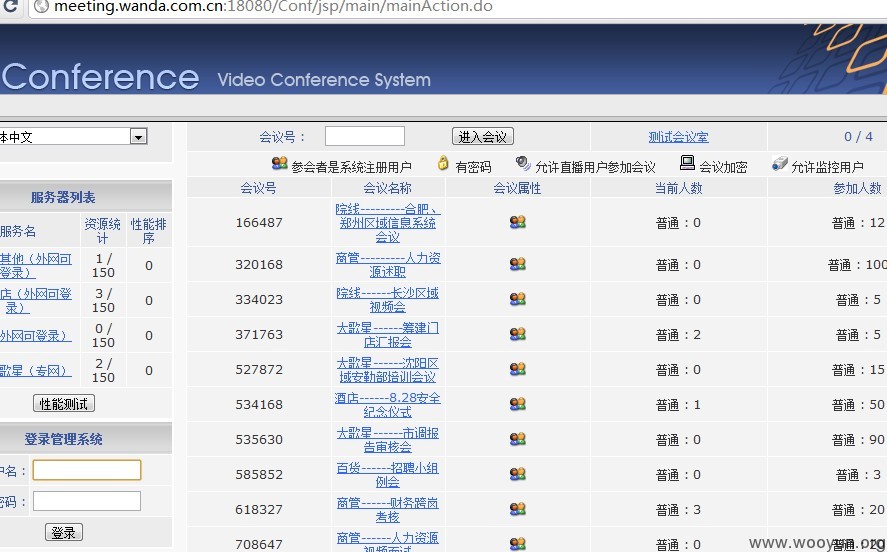 meeting.wanda.com.cn:18080/Conf/jsp/main/mainAction.do
Conference Video Conference System
体中文
会议号： 进入会议 测试会议室 0 / 4
参会者是系统注册用户 有密码 允许直播用户参加会议 会议加密 允许监控用户
服务器列表
服务名 资源统计 性能排序
其他（外网可登录） 1 / 150 0
店（外网可登录） 3 / 150 0
外网可登录） 0 / 150 0
歌星（专网） 2 / 150 0
性能测试
登录管理系统
户名：
密码：
登录
会议号 会议名称 会议属性 当前人数 参加人数
166487 院线---------合肥、郑州区域信息系统会议 普通：0 普通：12
320168 商管---------人力资源述职 普通：0 普通：100
334023 院线------长沙区域视频会 普通：0 普通：5
371763 大歌星------筹建门店汇报会 普通：2 普通：5
527872 大歌星------沈阳区域安勤部培训会议 普通：0 普通：15
534168 酒店------8.28安全纪念仪式 普通：1 普通：50
535630 大歌星------市调报告审核会 普通：0 普通：90
585852 百货------招聘小组例会 普通：0 普通：3
618327 商管------财务跨岗考核 普通：3 普通：20
708647 商管------人力资源视频面试 普通：0
www.wooyun.org